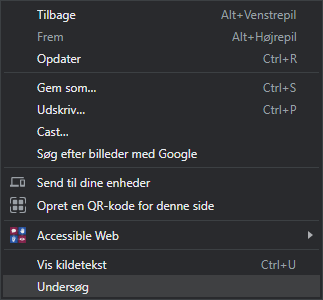 Tilbage Alt+Venstrepil
Frem Alt+Højrepil
Opdater Ctrl+R
Gem som... Ctrl+S
Udskriv... Ctrl+P
Cast...
Søg efter billeder med Google
Send til dine enheder
Opret en QR-kode for denne side
Accessible Web
Vis kildetekst Ctrl+U
Undersøg